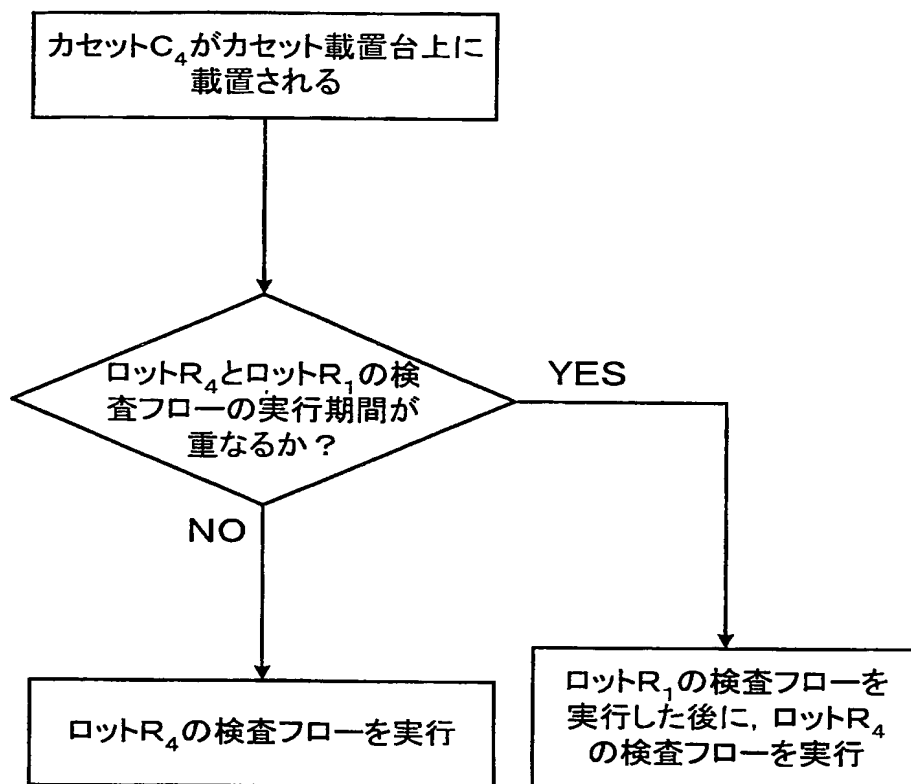 カセットC₄がカセット載置台上に
載置される
ロットR₄とロットR₁の検
査フローの実行期間が
重なるか？
YES
NO
ロットR₄の検査フローを実行
ロットR₁の検査フローを
実行した後に，ロットR₄
の検査フローを実行